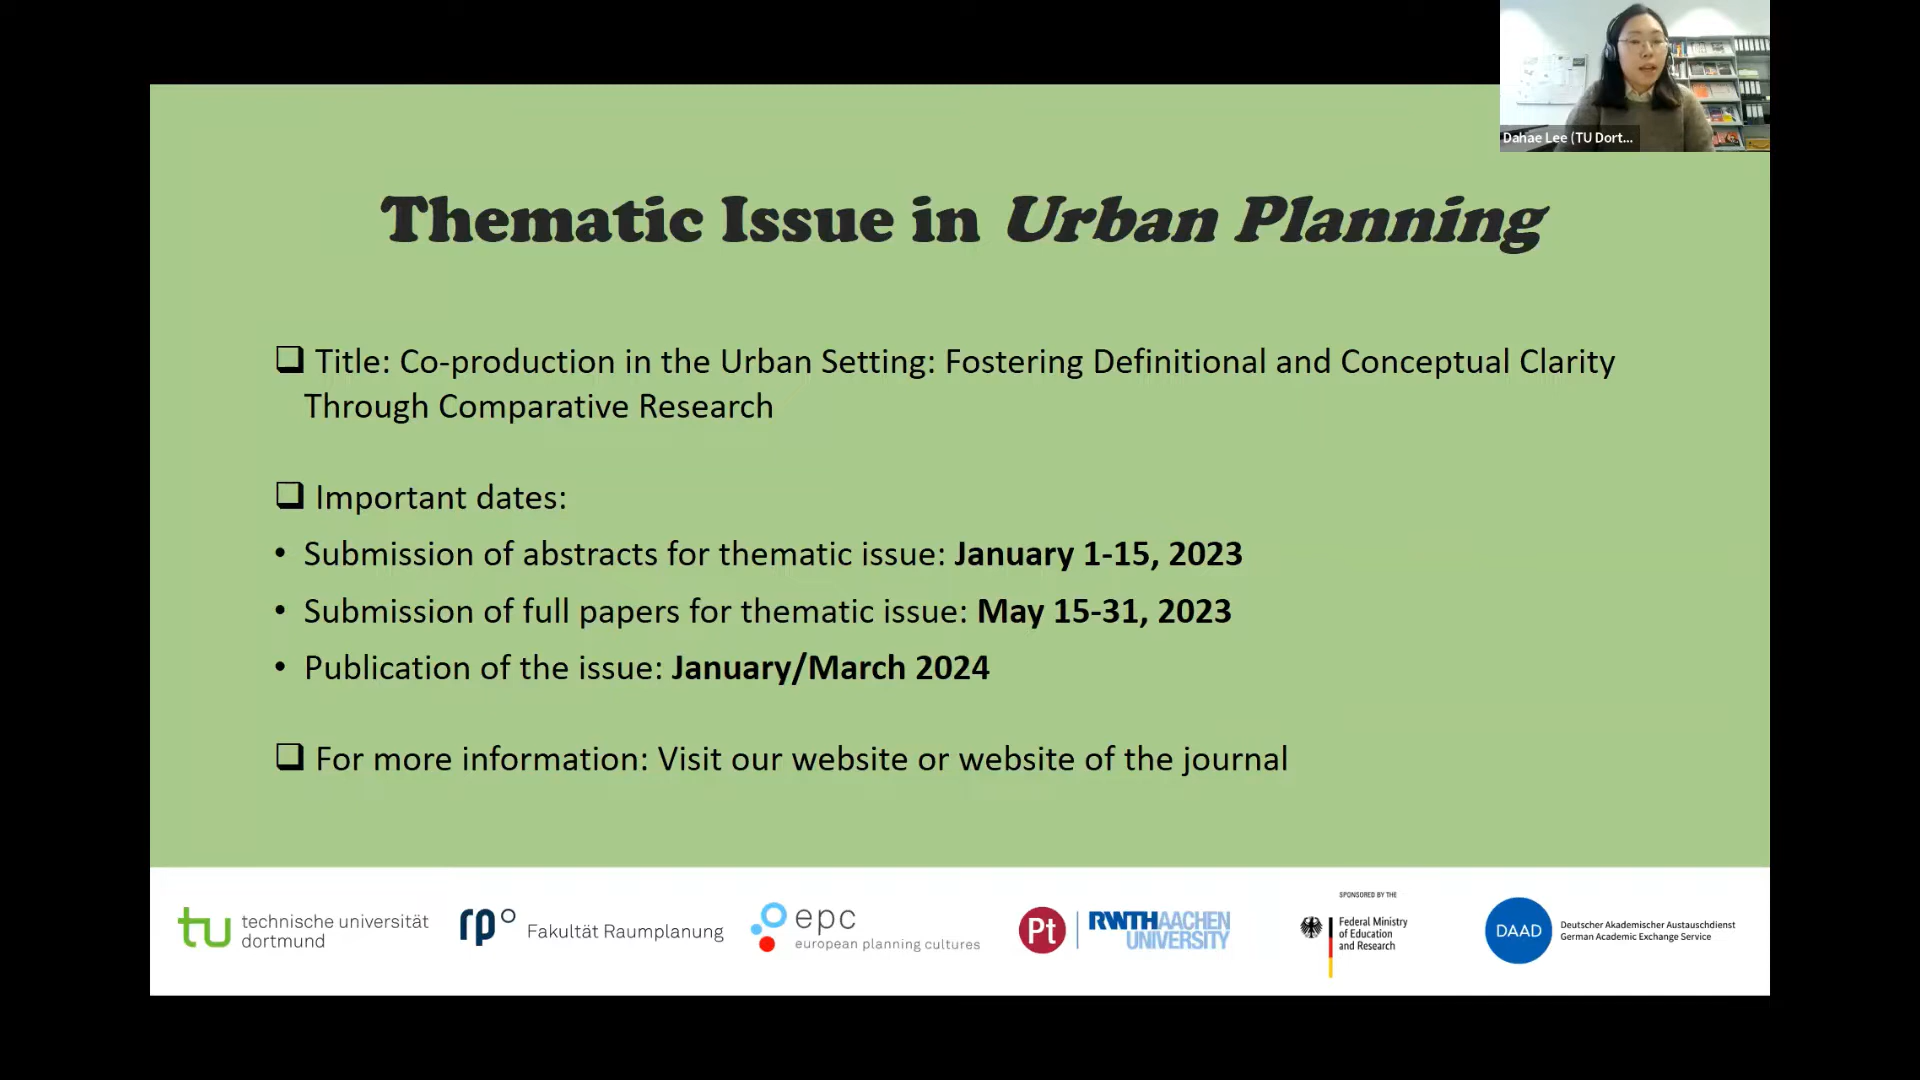 Dahae Lee (TU Dort...
Thematic Issue in Urban Planning
Title: Co-production in the Urban Setting: Fostering Definitional and Conceptual Clarity
Through Comparative Research
Important dates:
• Submission of abstracts for thematic issue: January 1-15, 2023
• Submission of full papers for thematic issue: May 15-31, 2023
• Publication of the issue: January/March 2024
For more information: Visit our website or website of the journal
tu technische universität
dortmund
rp Fakultät Raumplanung
epc
european planning cultures
Pt
RWTHAACHEN
UNIVERSITY
SPONSORED BY THE
Federal Ministry
of Education
and Research
DAAD
Deutscher Akademischer Austauschdienst
German Academic Exchange Service